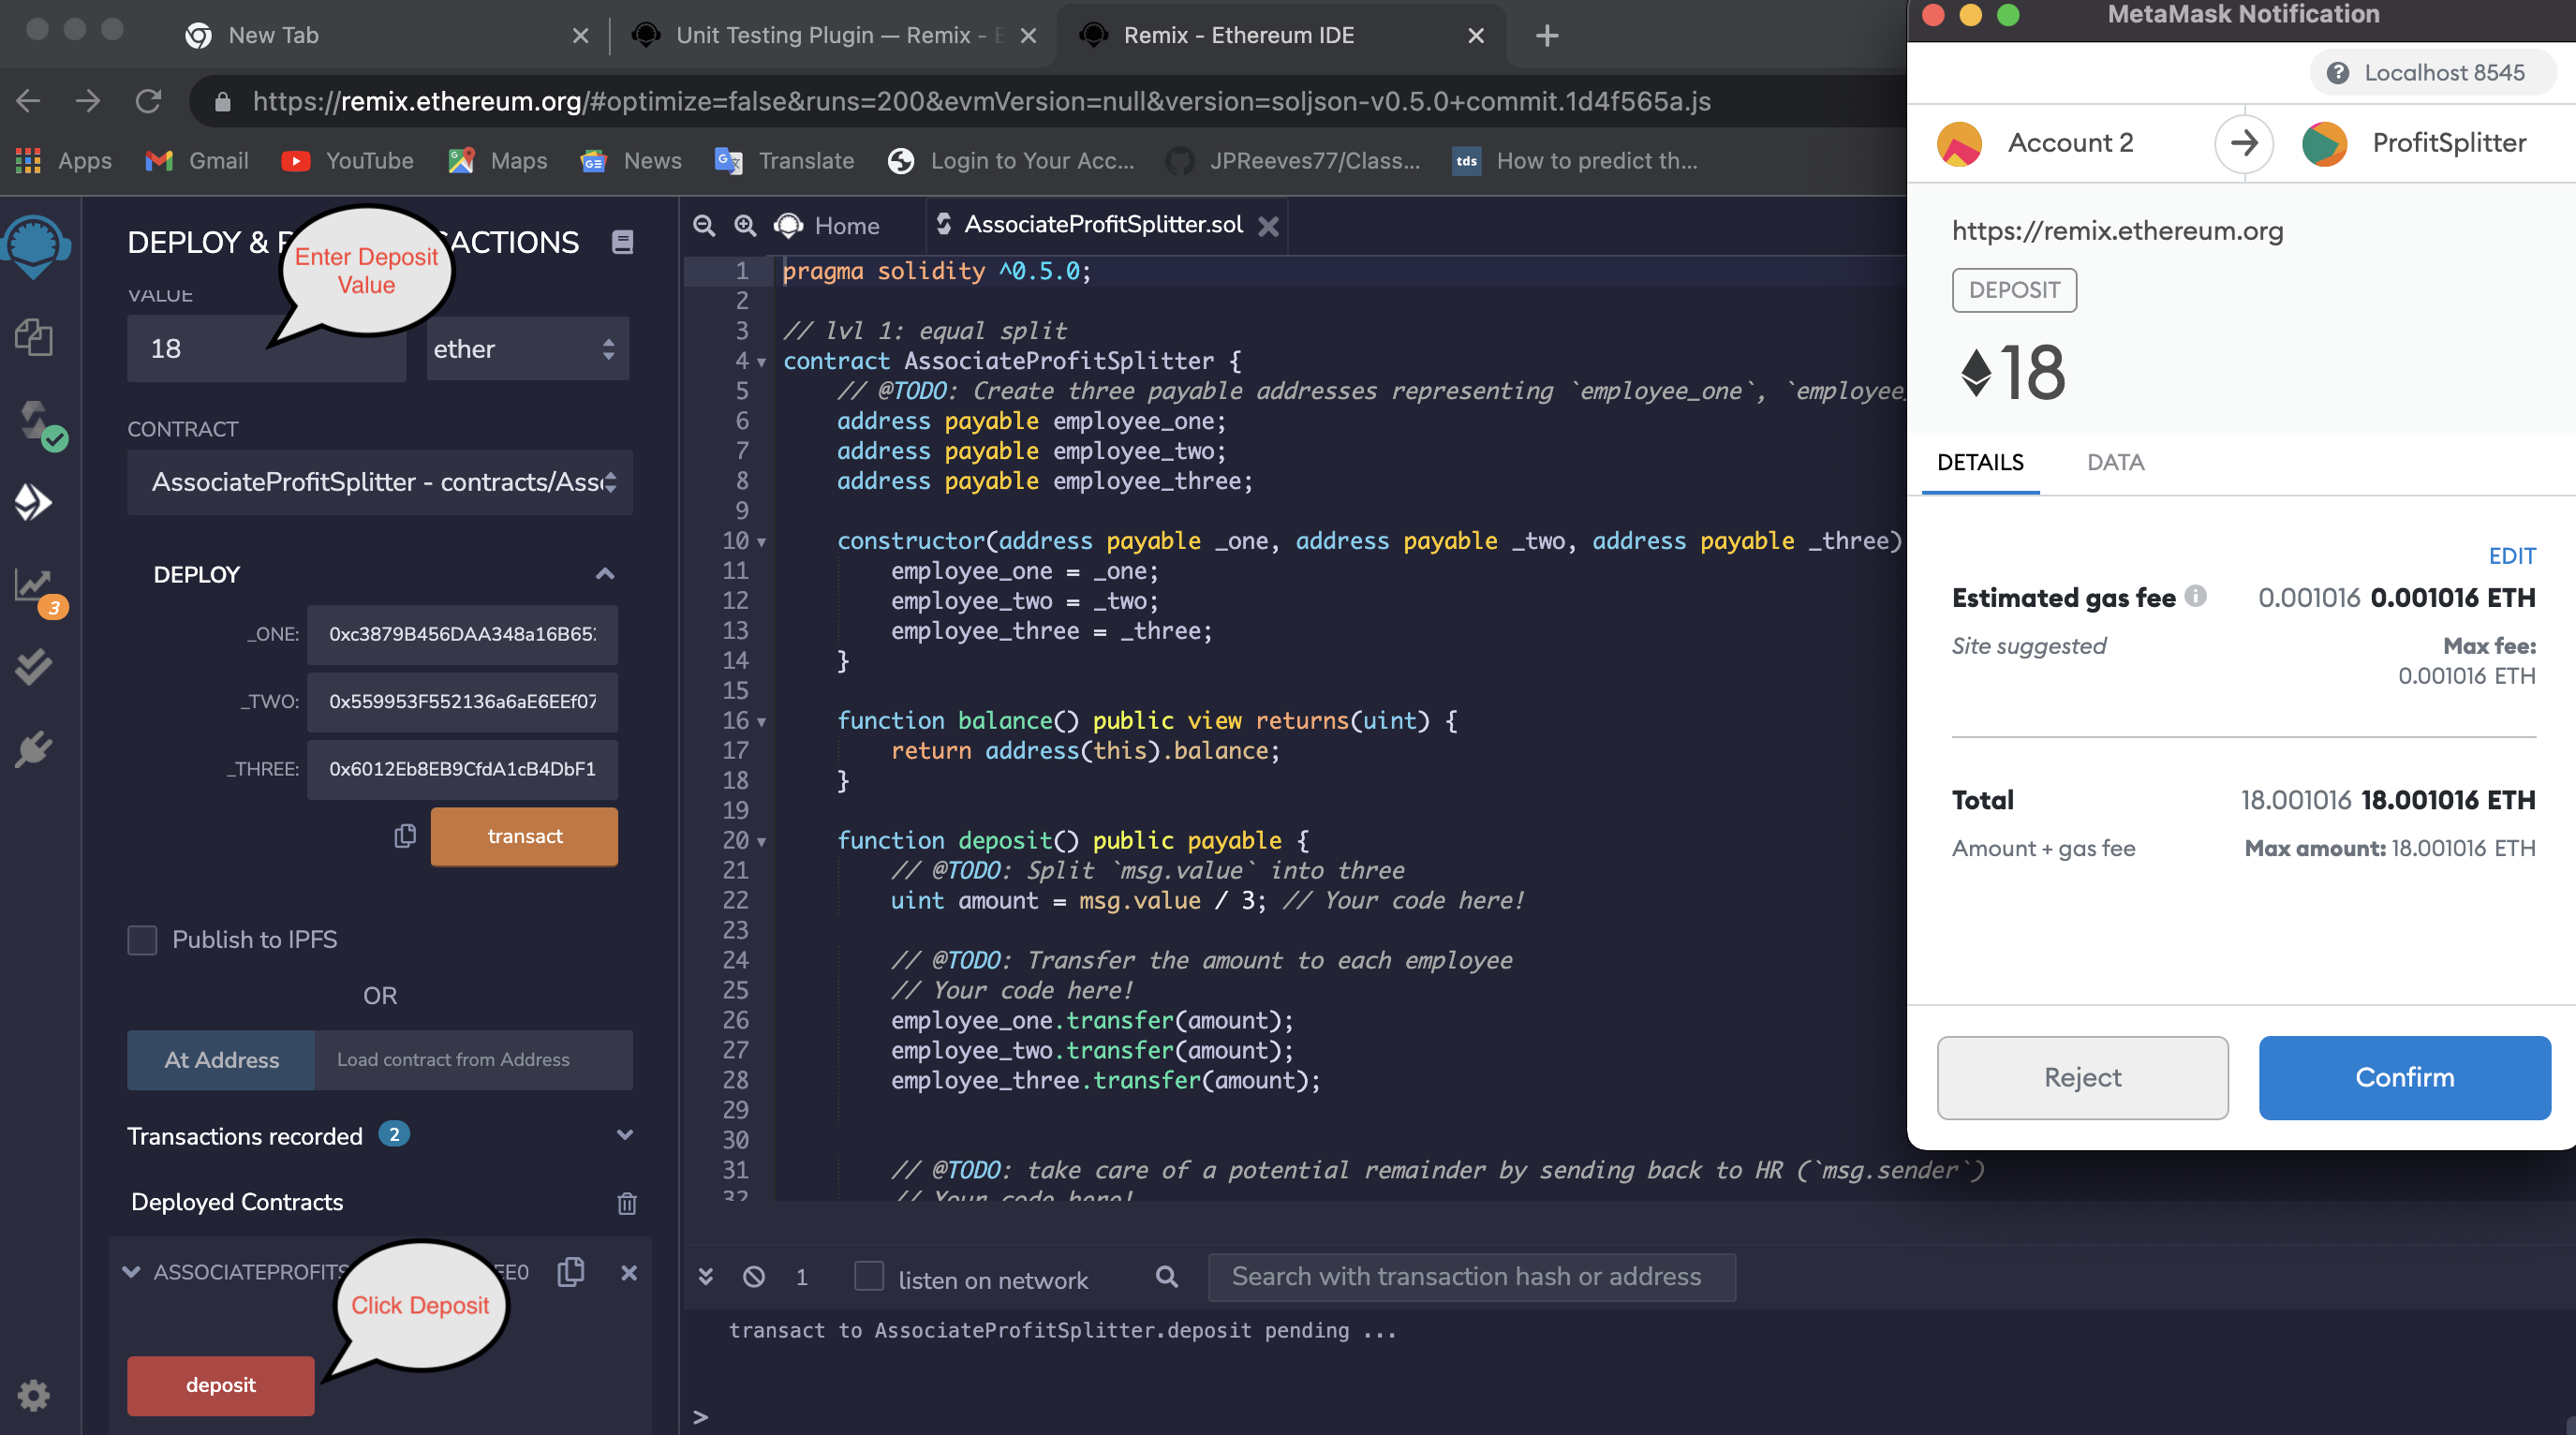 New Tab
Unit Testing Plugin — Remix - E
Remix - Ethereum IDE
https://remix.ethereum.org/#optimize=false&runs=200&evmVersion=null&version=soljson-v0.5.0+commit.1d4f565a.js
Apps
Gmail
YouTube
Maps
News
Translate
Login to Your Acc...
JPReeves77/Class...
tds
How to predict th...
DEPLOY & R
ACTIONS
Enter Deposit
Value
VALUE
18
ether
CONTRACT
AssociateProfitSplitter - contracts/Asso
DEPLOY
_ONE:
0xc3879B456DAA348a16B65
_TWO:
0x559953F552136a6aE6EEf07
_THREE:
0x6012Eb8EB9CfdA1cB4DbF1
transact
3
Publish to IPFS
OR
At Address
Load contract from Address
Transactions recorded 2
Deployed Contracts
ASSOCIATEPROFITS
EE0
Click Deposit
deposit
Home
AssociateProfitSplitter.sol
1 pragma solidity ^0.5.0;
2
3 // lvl 1: equal split
4 contract AssociateProfitSplitter {
5 // @TODO: Create three payable addresses representing `employee_one`, `employee_
6 address payable employee_one;
7 address payable employee_two;
8 address payable employee_three;
9
10 constructor(address payable _one, address payable _two, address payable _three)
11 employee_one = _one;
12 employee_two = _two;
13 employee_three = _three;
14 }
15
16 function balance() public view returns(uint) {
17 return address(this).balance;
18 }
19
20 function deposit() public payable {
21 // @TODO: Split `msg.value` into three
22 uint amount = msg.value / 3; // Your code here!
23
24 // @TODO: Transfer the amount to each employee
25 // Your code here!
26 employee_one.transfer(amount);
27 employee_two.transfer(amount);
28 employee_three.transfer(amount);
29
30
31 // @TODO: take care of a potential remainder by sending back to HR (`msg.sender`)
32 // Your code here!
1
listen on network
Search with transaction hash or address
transact to AssociateProfitSplitter.deposit pending ...
>
MetaMask Notification
Localhost 8545
Account 2
ProfitSplitter
https://remix.ethereum.org
DEPOSIT
18
DETAILS
DATA
EDIT
Estimated gas fee
0.001016 0.001016 ETH
Site suggested
Max fee:
0.001016 ETH
Total
18.001016 18.001016 ETH
Amount + gas fee
Max amount: 18.001016 ETH
Reject
Confirm